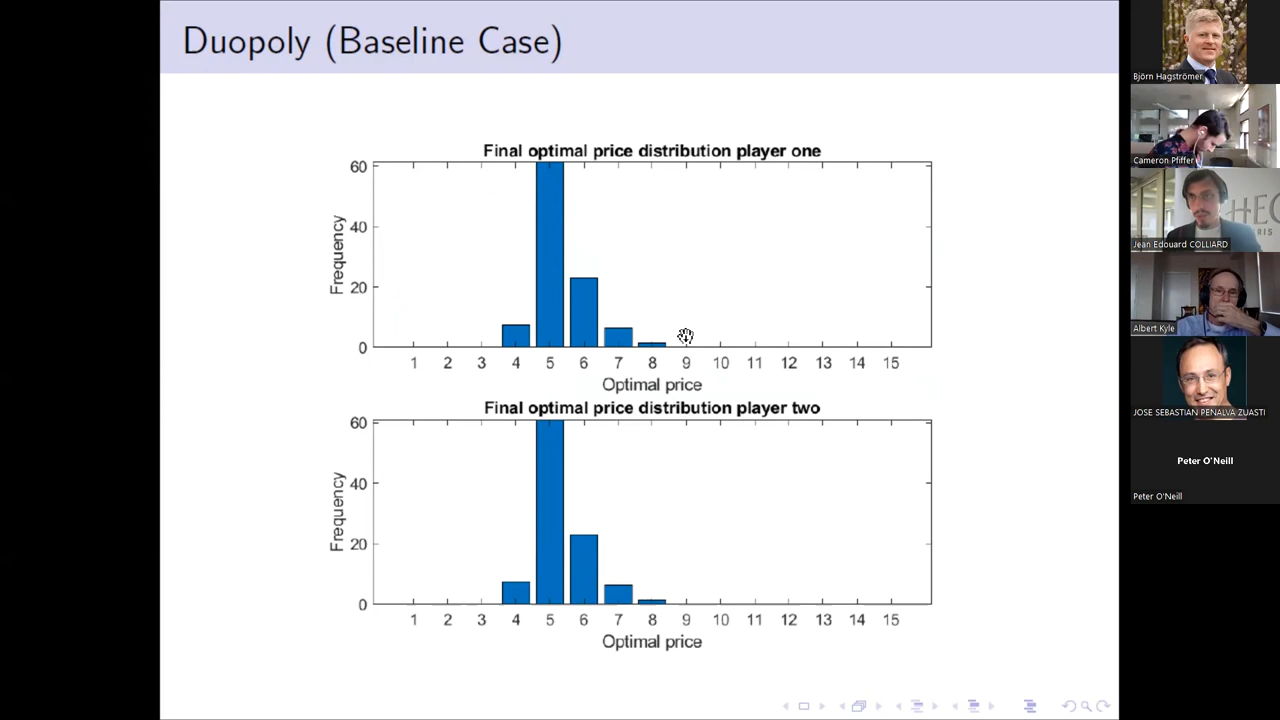 Duopoly (Baseline Case)
Final optimal price distribution player one
60
40
20
0
Frequency
1 2 3 4 5 6 7 8 9 10 11 12 13 14 15
Optimal price
Final optimal price distribution player two
60
40
20
0
Frequency
1 2 3 4 5 6 7 8 9 10 11 12 13 14 15
Optimal price
Björn Hagströmer
Cameron Pfiffer
HEC
RIS
Jean Edouard COLLIARD
Albert Kyle
JOSE SEBASTIAN PENALVA ZUASTI
Peter O'Neill
Peter O'Neill